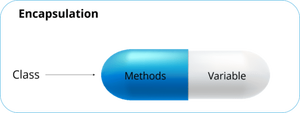 Encapsulation
Class
Methods
Variable